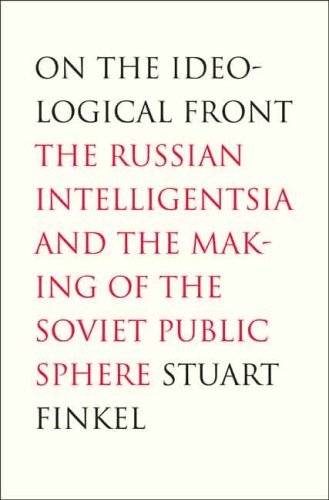 ON THE IDEO-
LOGICAL FRONT
THE RUSSIAN
INTELLIGENTSIA
AND THE MAK-
ING OF THE
SOVIET PUBLIC
SPHERE STUART
FINKEL